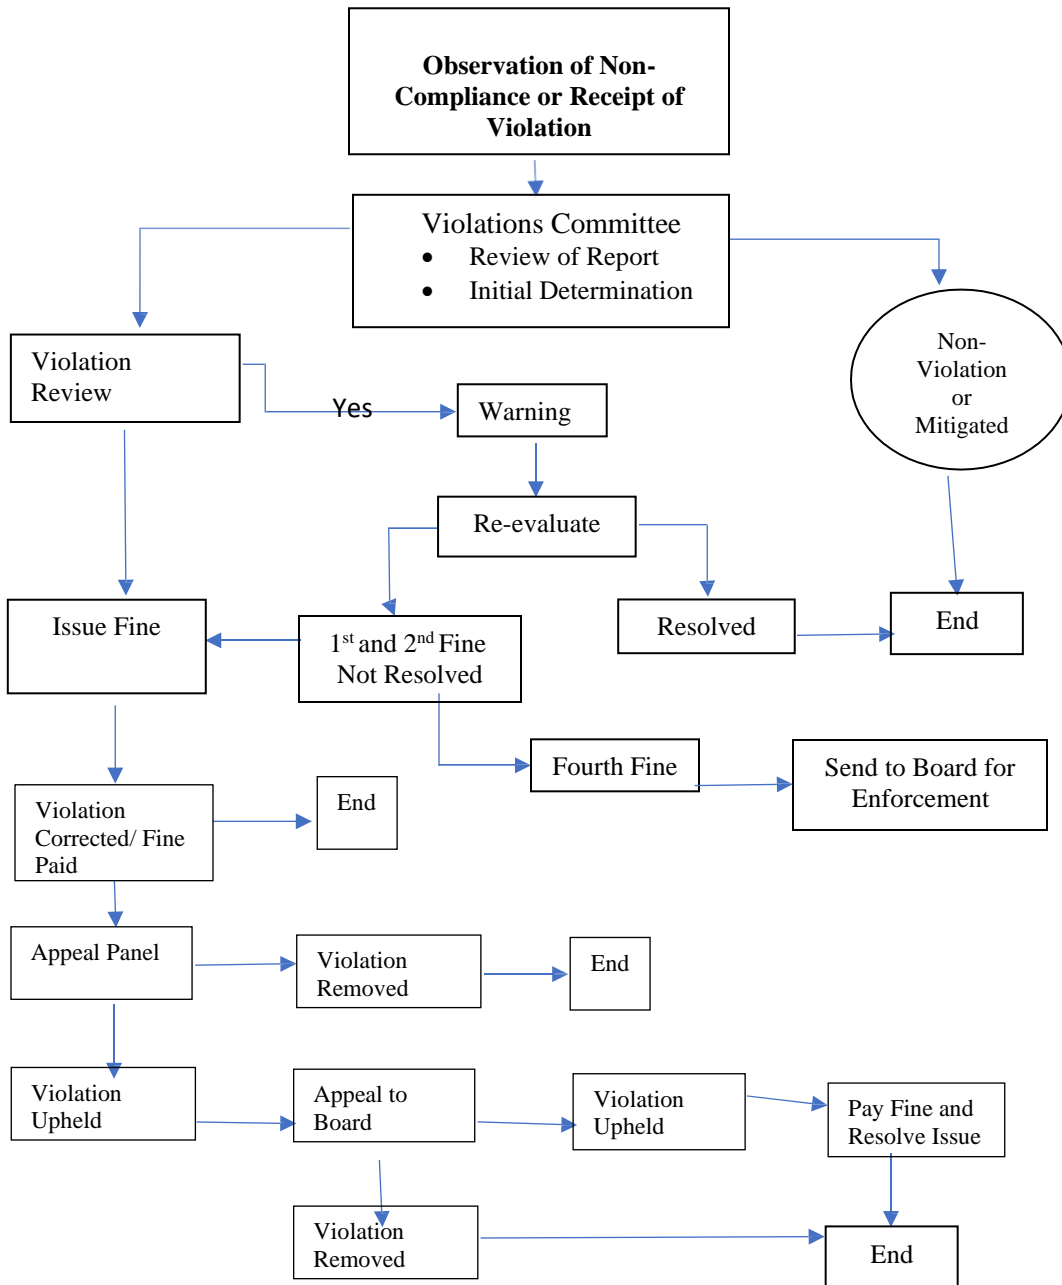 Observation of Non-
Compliance or Receipt of
Violation
Violations Committee
• Review of Report
• Initial Determination
Non-
Violation
or
Mitigated
Violation
Review
Yes
Warning
Re-evaluate
Issue Fine
1st and 2nd Fine
Not Resolved
Resolved
End
Fourth Fine
Send to Board for
Enforcement
Violation
Corrected/ Fine
Paid
End
Appeal Panel
Violation
Removed
End
Violation
Upheld
Appeal to
Board
Violation
Upheld
Pay Fine and
Resolve Issue
Violation
Removed
End